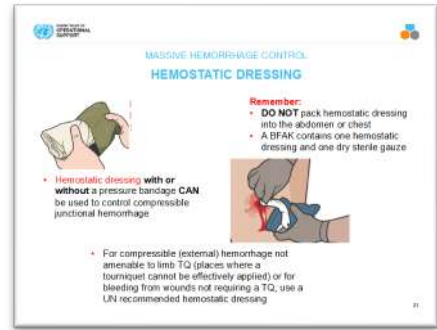 OPERATIONAL
SUPPORT
MASSIVE HEMORRHAGE CONTROL
HEMOSTATIC DRESSING
Remember:
• DO NOT pack hemostatic dressing
into the abdomen or chest
• A BFAK contains one hemostatic
dressing and one dry sterile gauze
• Hemostatic dressing with or
without a pressure bandage CAN
be used to control compressible
junctional hemorrhage
• For compressible (external) hemorrhage not
amenable to limb TQ (places where a
tourniquet cannot be effectively applied) or for
bleeding from wounds not requiring a TQ, use a
UN recommended hemostatic dressing